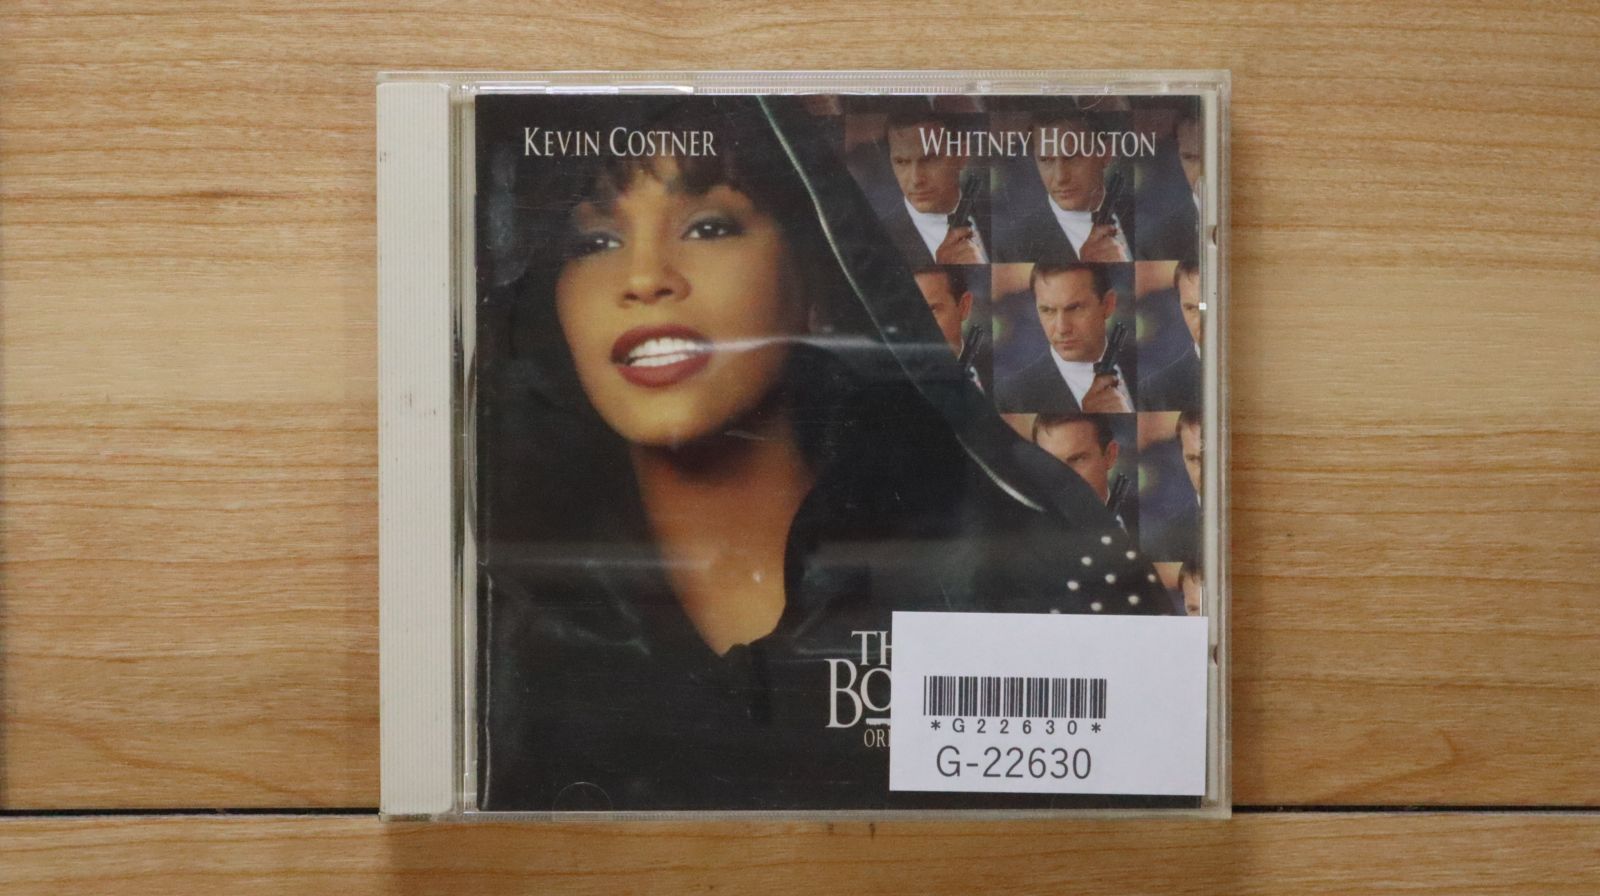 KEVIN COSTNER WHITNEY HOUSTON
*G22630*
G-22630